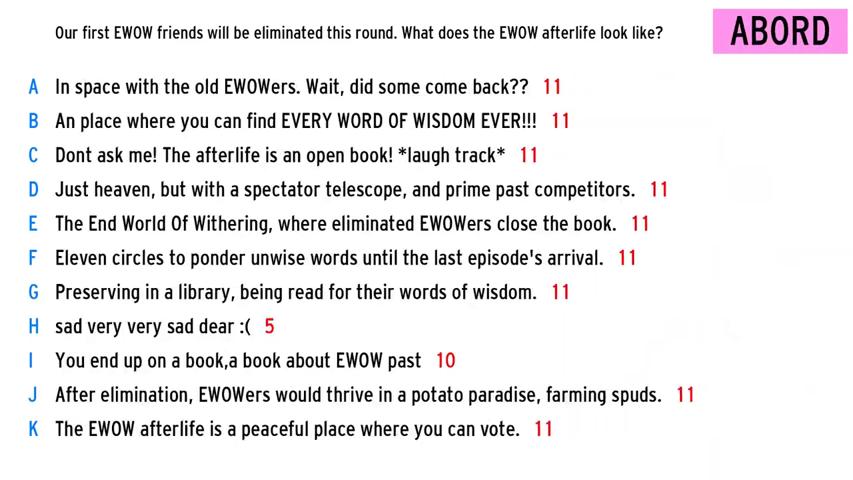 Our first EWOW friends will be eliminated this round. What does the EWOW afterlife look like?
ABORD
A In space with the old EWOWers. Wait, did some come back?? 11
B An place where you can find EVERY WORD OF WISDOM EVER!!! 11
C Dont ask me! The afterlife is an open book! *laugh track* 11
D Just heaven, but with a spectator telescope, and prime past competitors. 11
E The End World Of Withering, where eliminated EWOWers close the book. 11
F Eleven circles to ponder unwise words until the last episode's arrival. 11
G Preserving in a library, being read for their words of wisdom. 11
H sad very very sad dear :( 5
I You end up on a book,a book about EWOW past 10
J After elimination, EWOWers would thrive in a potato paradise, farming spuds. 11
K The EWOW afterlife is a peaceful place where you can vote. 11